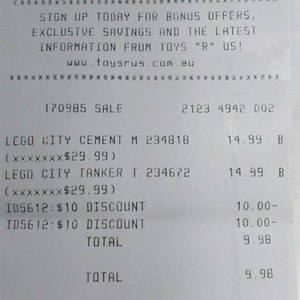 ****************************************
SIGN UP TODAY FOR BONUS OFFERS,
EXCLUSIVE SAVINGS AND THE LATEST
INFORMATION FROM TOYS "R" US!
www.toysrus.com.au
****************************************
170985 SALE 2123 4942 002
LEGO CITY CEMENT M 234818 14.99 B
(xxxxxxx$29.99)
LEGO CITY TANKER T 234672 14.99 B
(xxxxxxx$29.99)
ID5612:$10 DISCOUNT 10.00-
ID5612:$10 DISCOUNT 10.00-
TOTAL 9.98
TOTAL 9.98